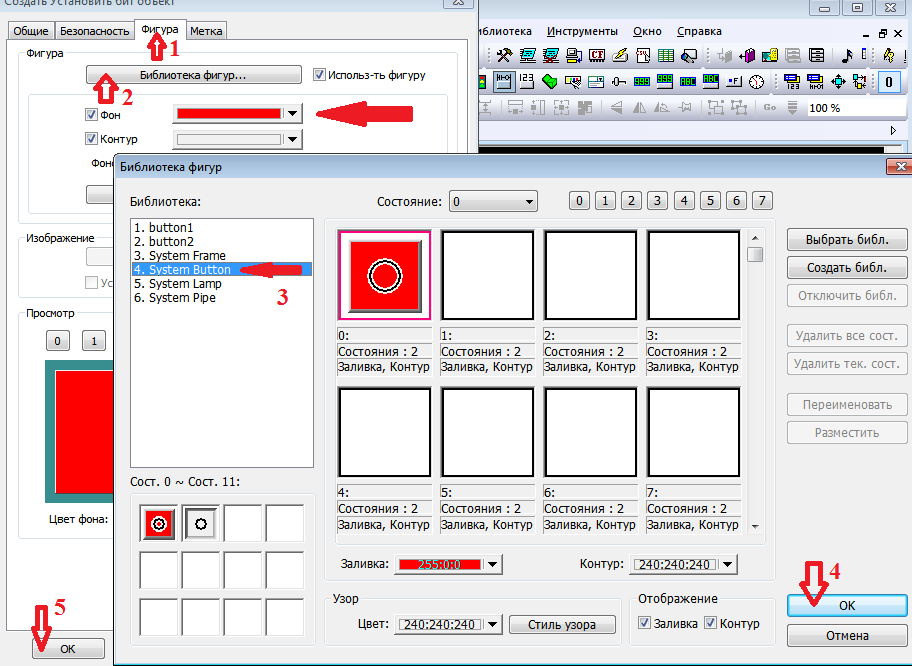 Создать Установить бит объект
Общие Безопасность Фигура Метка
1
Фигура
Библиотека фигур... Использ-ть фигуру
2
Фон
Контур
Просмотр
Изображение
0 1
Цвет фона:
5
OK
Инструменты Окно Справка
100 %
Библиотека фигур
Библиотека:
Состояние: 0 0 1 2 3 4 5 6 7
1. button1
2. button2
3. System Frame
4. System Button
5. System Lamp
6. System Pipe
3
0: 1: 2: 3:
Состояния : 2 Состояния : 2 Состояния : 2 Состояния : 2
Заливка, Контур Заливка, Контур Заливка, Контур Заливка, Контур
4: 5: 6: 7:
Состояния : 2 Состояния : 2 Состояния : 2 Состояния : 2
Заливка, Контур Заливка, Контур Заливка, Контур Заливка, Контур
Сост. 0 ~ Сост. 11:
Заливка: 255:0:0 Контур: 240:240:240
Узор
Цвет: 240:240:240 Стиль узора
Отображение
Заливка Контур
Выбрать библ.
Создать библ.
Отключить библ.
Удалить все сост.
Удалить тек. сост.
Переименовать
Разместить
4
OK
Отмена